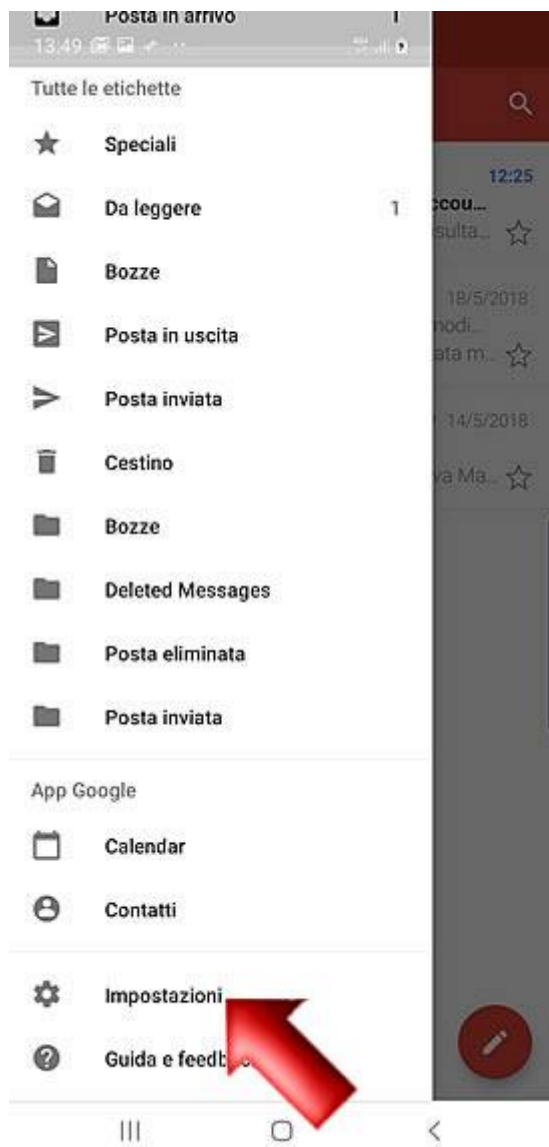 Posta in arrivo 1
13.49
Tutte le etichette
Speciali
12:25
Da leggere 1
Bozze
18/5/2018
Posta in uscita
Posta inviata
14/5/2018
Cestino
Bozze
Deleted Messages
Posta eliminata
Posta inviata
App Google
Calendar
Contatti
Impostazioni
Guida e